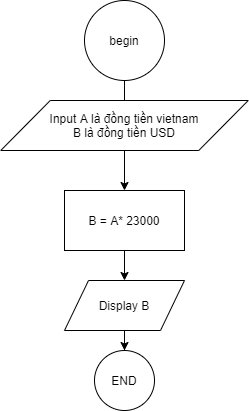 begin
Input A là đồng tiền vietnam
B là đồng tiền USD
B = A* 23000
Display B
END